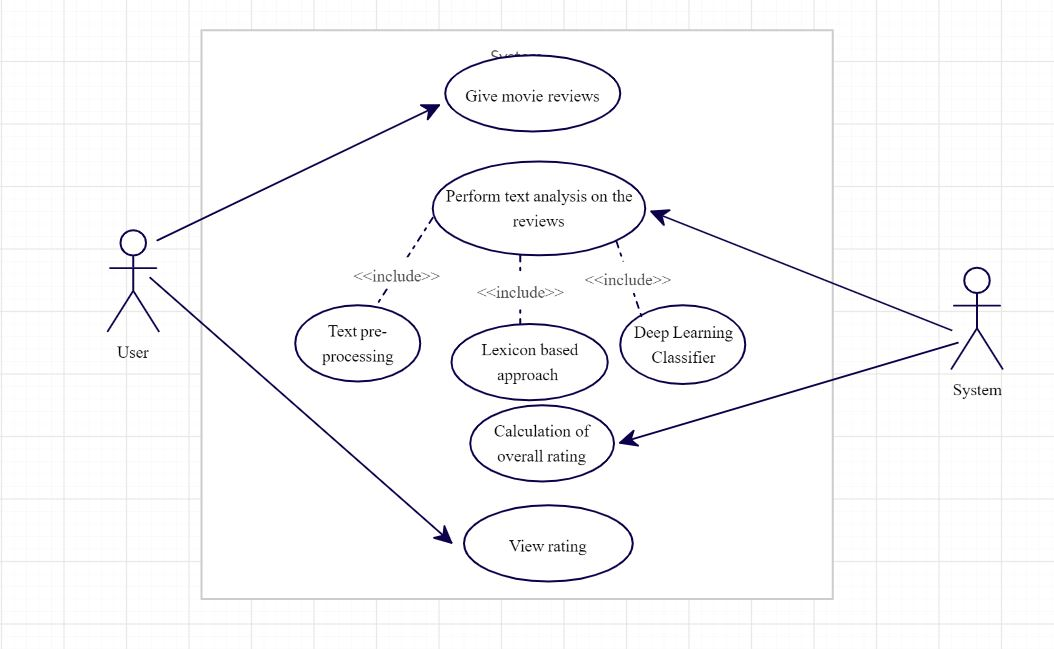 System
Give movie reviews
Perform text analysis on the
reviews
<<include>>
<<include>>
<<include>>
Text pre-
processing
Lexicon based
approach
Deep Learning
Classifier
User
System
Calculation of
overall rating
View rating